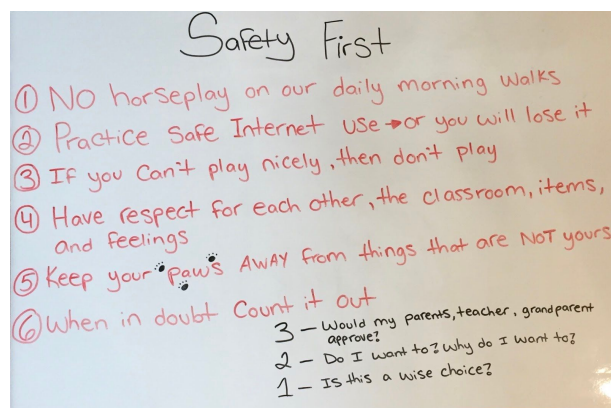 Safety First
① NO horseplay on our daily morning walks
② Practice Safe Internet use → or you will lose it
③ If you Can't play nicely, then don't play
④ Have respect for each other, the classroom, items,
and feelings
⑤ Keep your paws AWAY from things that are NOT yours
⑥ When in doubt Count it out
3 – Would my parents, teacher, grandparent
approve?
2 – Do I want to? Why do I want to?
1 – Is this a wise choice?